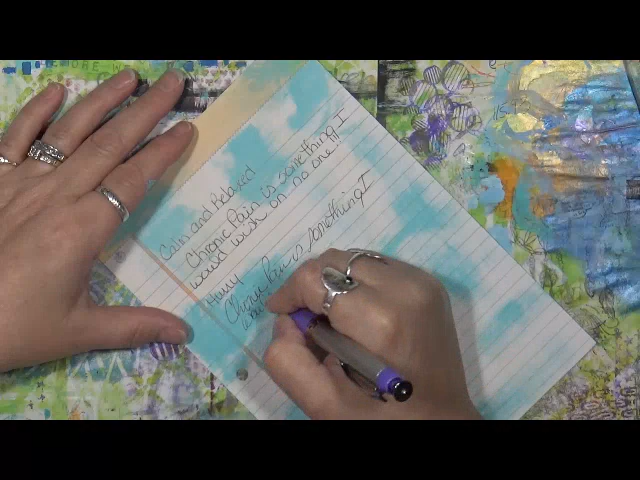 Calm and Relaxed
Chronic Pain is something I
would wish on no one!!!
Hurry
Chronic Pain is something I